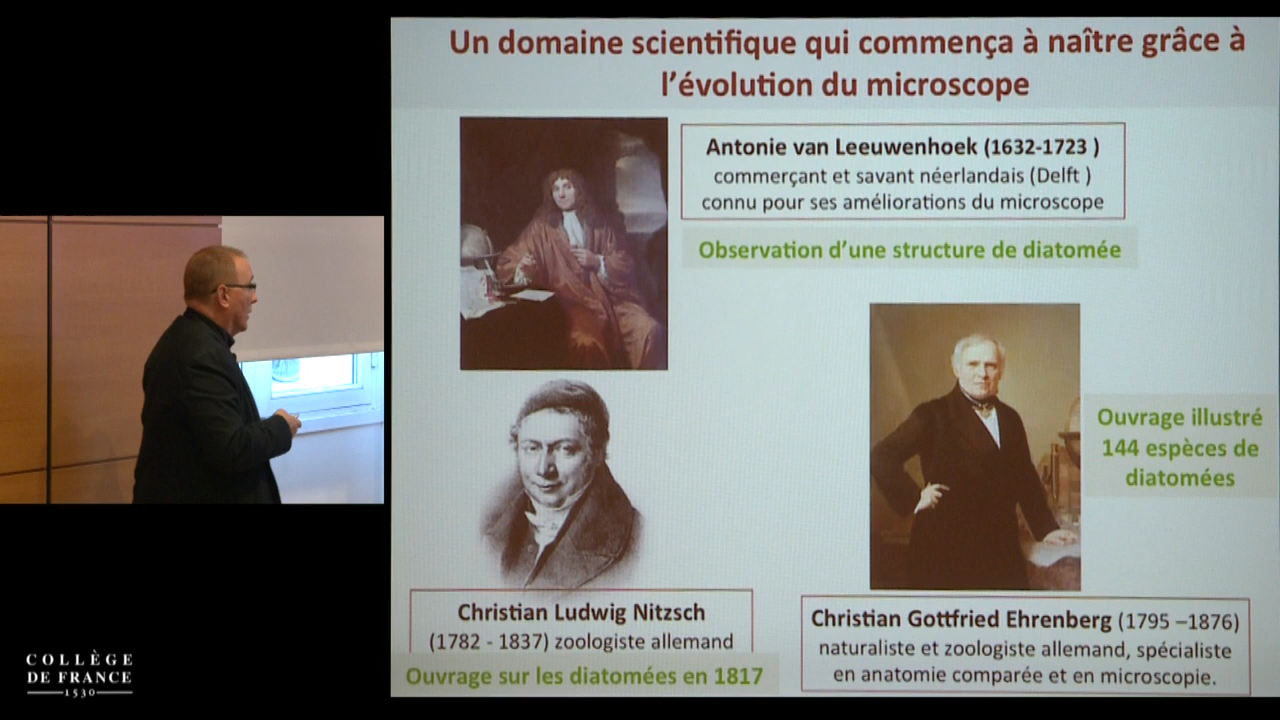 Un domaine scientifique qui commença à naître grâce à
l'évolution du microscope
Antonie van Leeuwenhoek (1632-1723 )
commerçant et savant néerlandais (Delft )
connu pour ses améliorations du microscope
Observation d'une structure de diatomée
Ouvrage illustré
144 espèces de
diatomées
Christian Ludwig Nitzsch
(1782 - 1837) zoologiste allemand
Ouvrage sur les diatomées en 1817
Christian Gottfried Ehrenberg (1795 –1876)
naturaliste et zoologiste allemand, spécialiste
en anatomie comparée et en microscopie.
COLLÈGE
DE FRANCE
1530